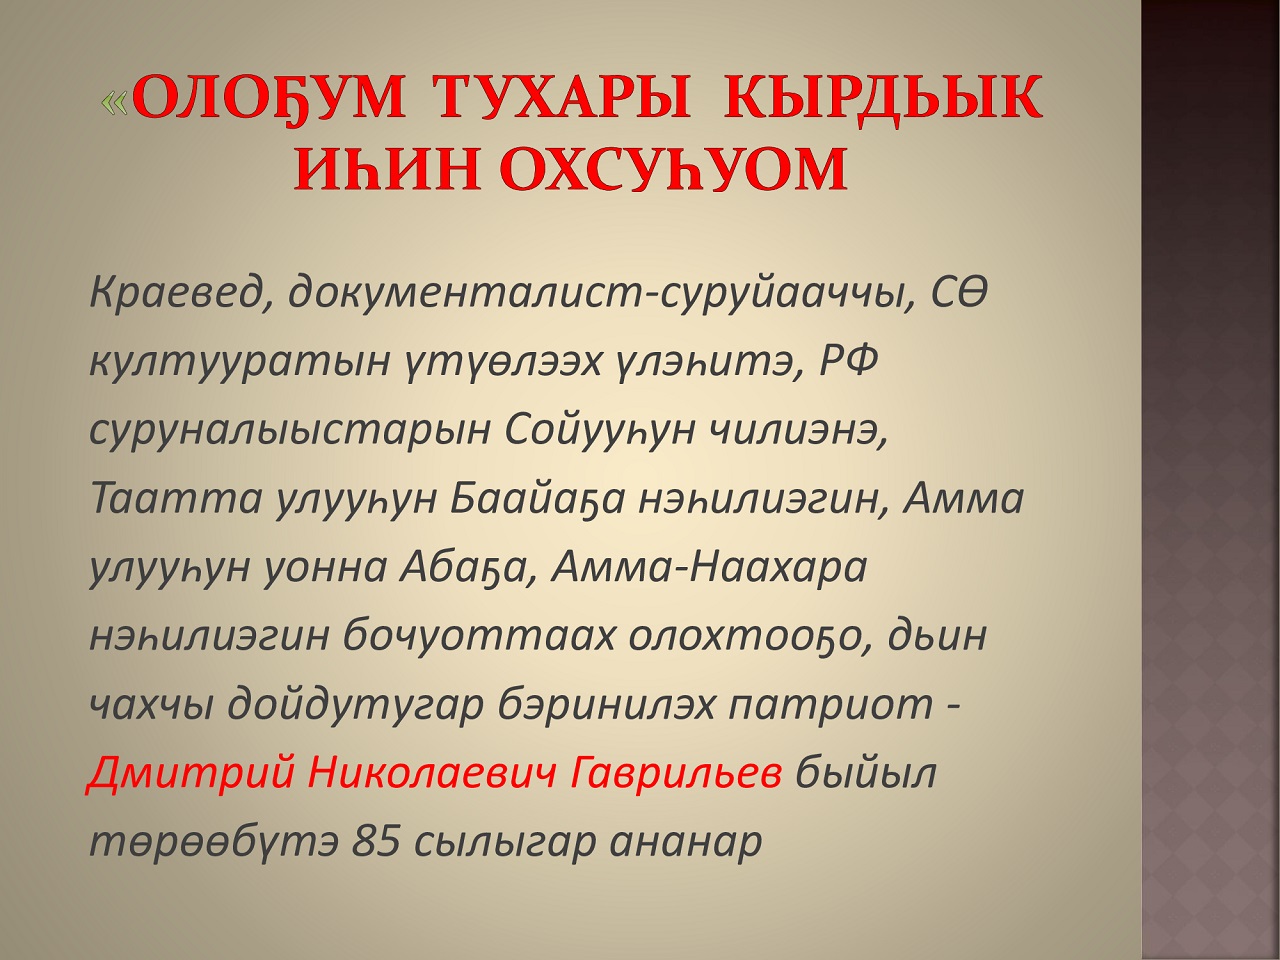 «ОЛОҔУМ ТУХАРЫ КЫРДЬЫК
ИҺИН ОХСУҺУОМ
Краевед, документалист-суруйааччы, СӨ
култууратын үтүөлээх үлэһитэ, РФ
суруналыыстарын Сойууһун чилиэнэ,
Таатта улууһун Баайаҕа нэһилиэгин, Амма
улууһун уонна Абаҕа, Амма-Наахара
нэһилиэгин бочуоттаах олохтооҕо, дьин
чахчы дойдутугар бэринилэх патриот -
Дмитрий Николаевич Гаврильев быйыл
төрөөбүтэ 85 сылыгар ананар